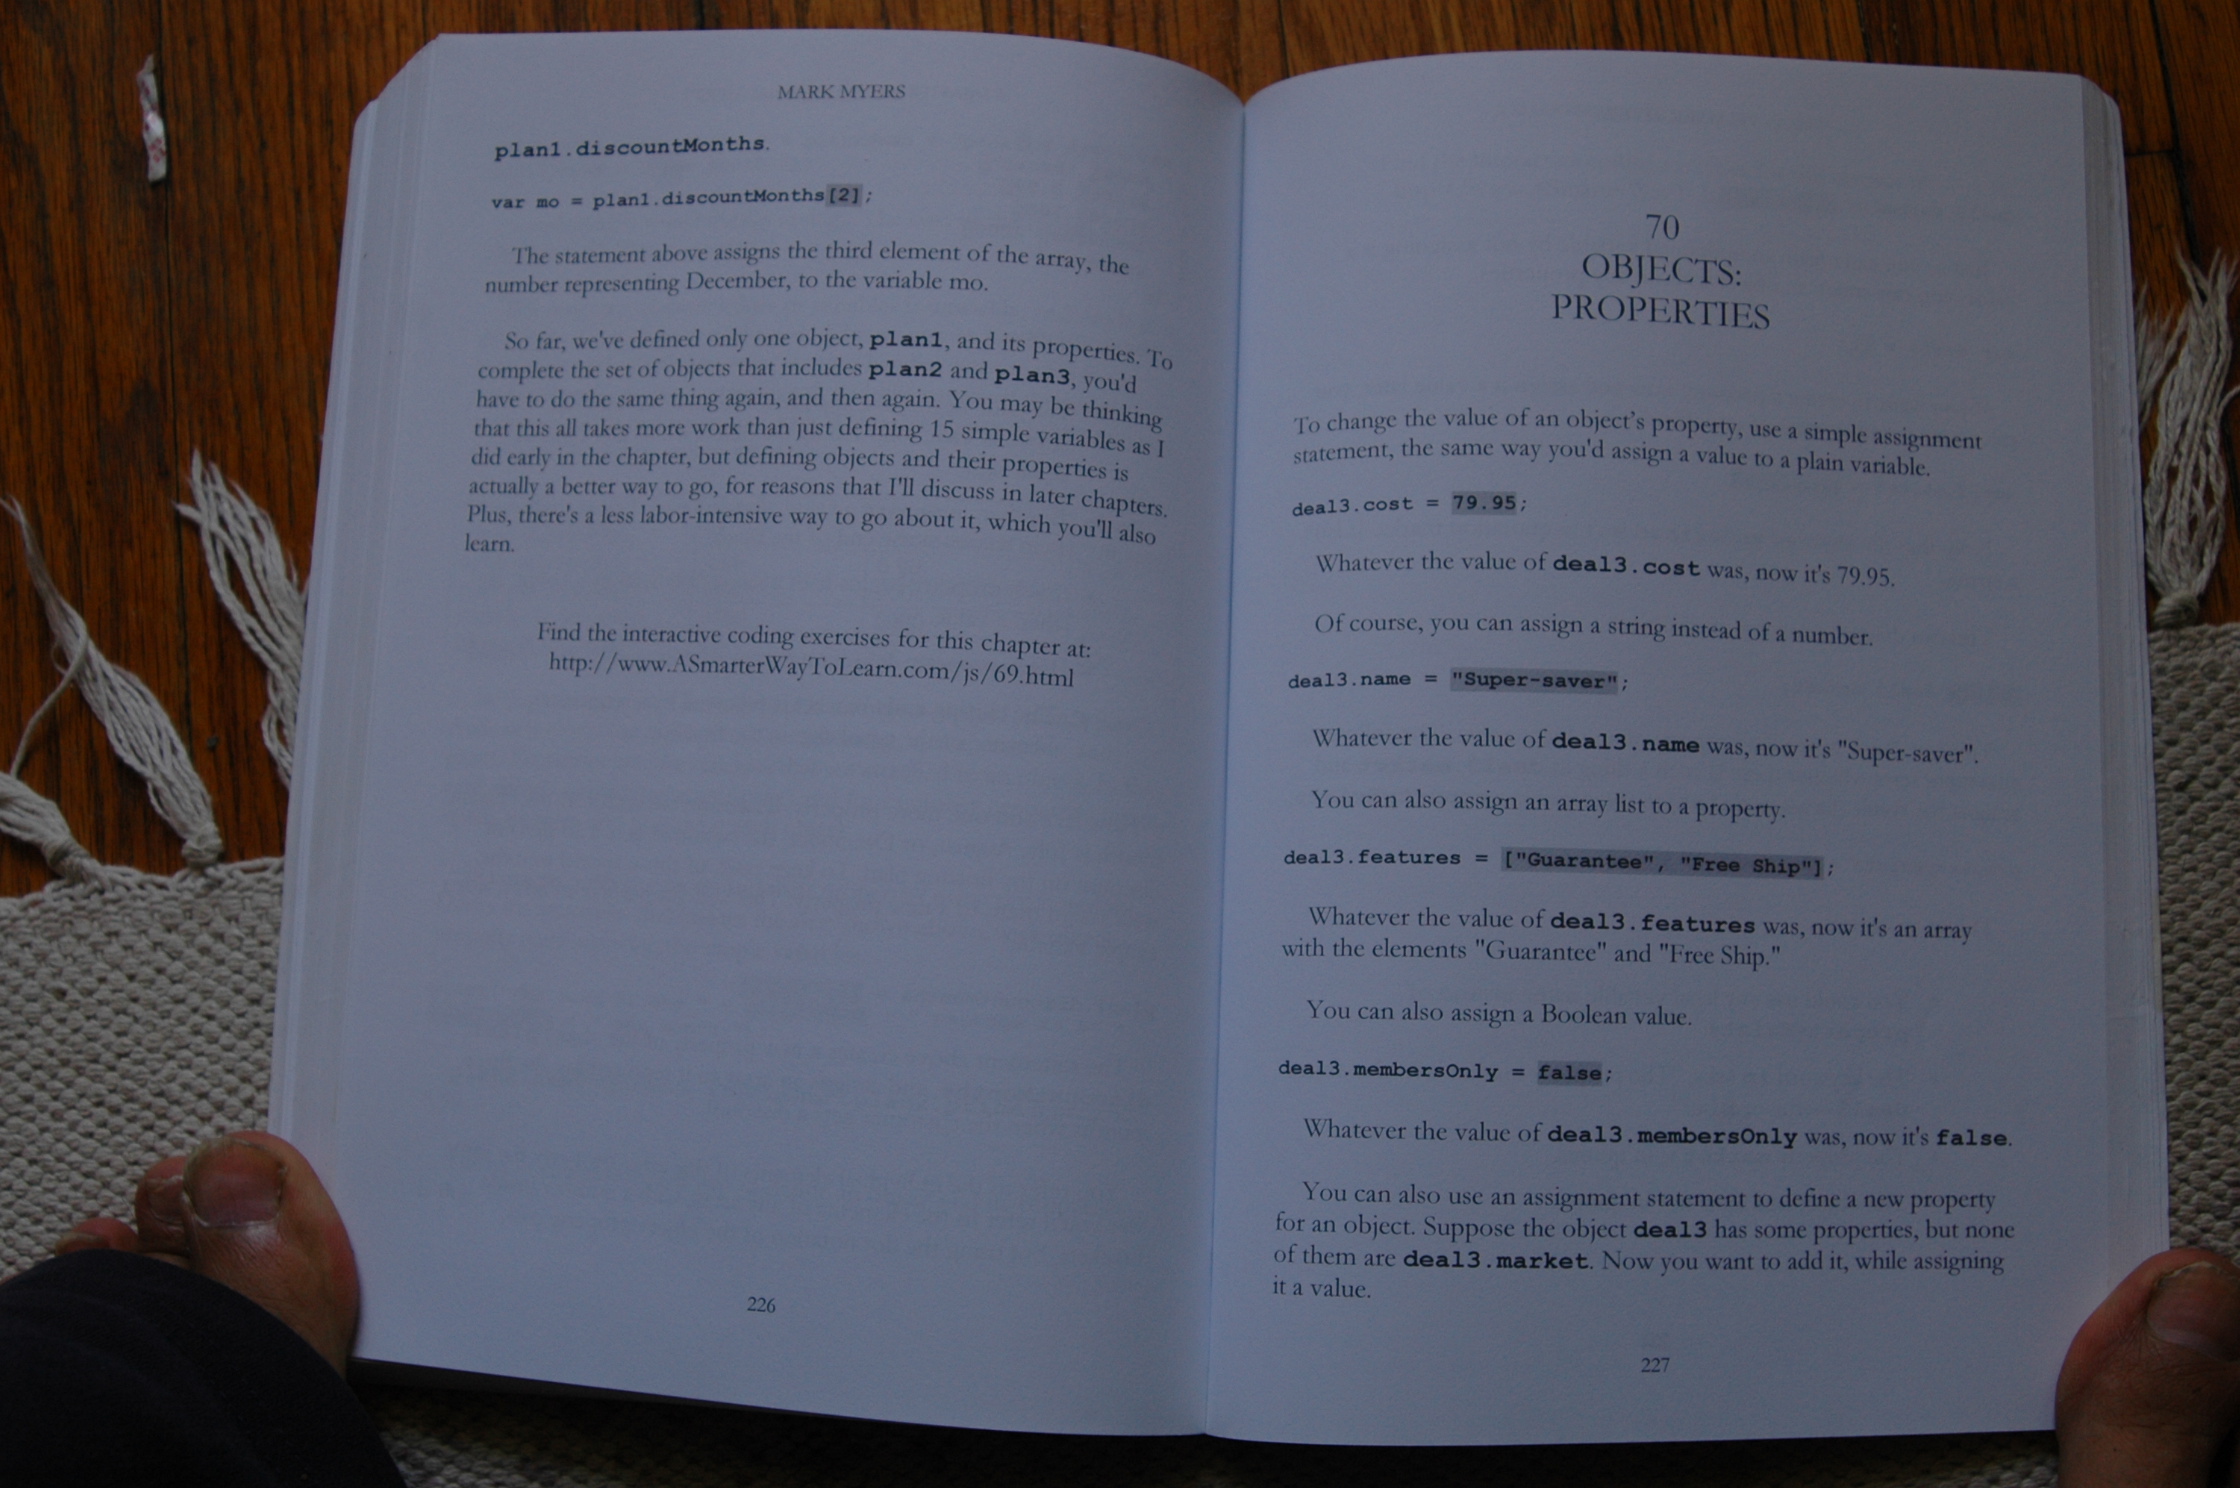 MARK MYERS
plan1.discountMonths.
var mo = plan1.discountMonths[2];
The statement above assigns the third element of the array, the
number representing December, to the variable mo.
So far, we've defined only one object, plan1, and its properties. To
complete the set of objects that includes plan2 and plan3, you'd
have to do the same thing again, and then again. You may be thinking
that this all takes more work than just defining 15 simple variables as I
did early in the chapter, but defining objects and their properties is
actually a better way to go, for reasons that I'll discuss in later chapters.
Plus, there's a less labor-intensive way to go about it, which you'll also
learn.
Find the interactive coding exercises for this chapter at:
http://www.ASmarterWayToLearn.com/js/69.html
226
70
OBJECTS:
PROPERTIES
To change the value of an object's property, use a simple assignment
statement, the same way you'd assign a value to a plain variable.
deal3.cost = 79.95;
Whatever the value of deal3.cost was, now it's 79.95.
Of course, you can assign a string instead of a number.
deal3.name = "Super-saver";
Whatever the value of deal3.name was, now it's "Super-saver".
You can also assign an array list to a property.
deal3.features = ["Guarantee", "Free Ship"];
Whatever the value of deal3.features was, now it's an array
with the elements "Guarantee" and "Free Ship."
You can also assign a Boolean value.
deal3.membersOnly = false;
Whatever the value of deal3.membersOnly was, now it's false.
You can also use an assignment statement to define a new property
for an object. Suppose the object deal3 has some properties, but none
of them are deal3.market. Now you want to add it, while assigning
it a value.
227